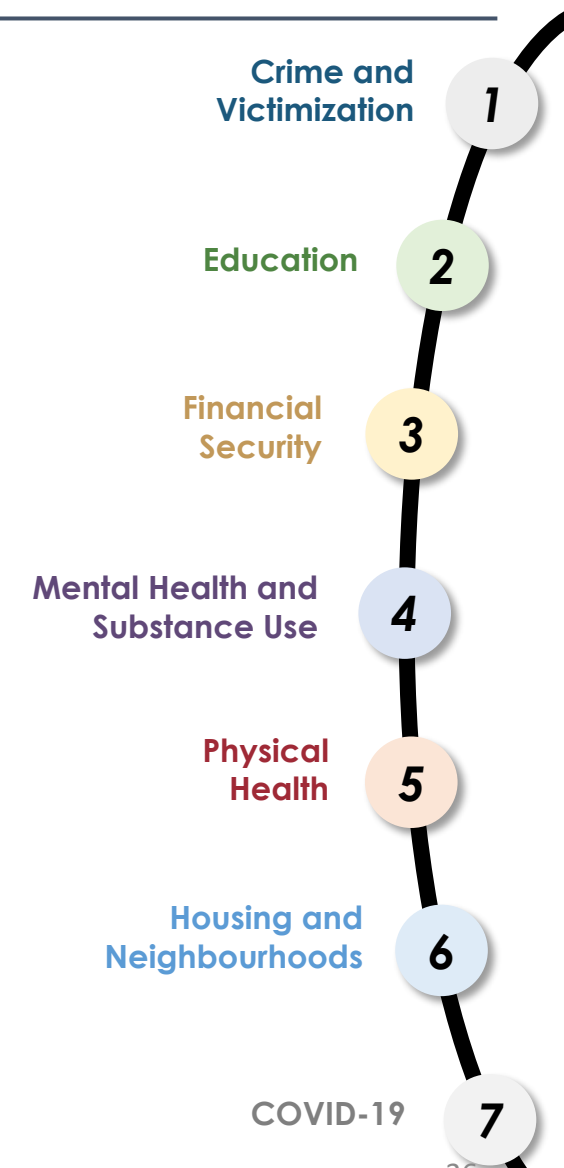 Crime and
Victimization
1
Education
2
Financial
Security
3
Mental Health and
Substance Use
4
Physical
Health
5
Housing and
Neighbourhoods
6
COVID-19
7